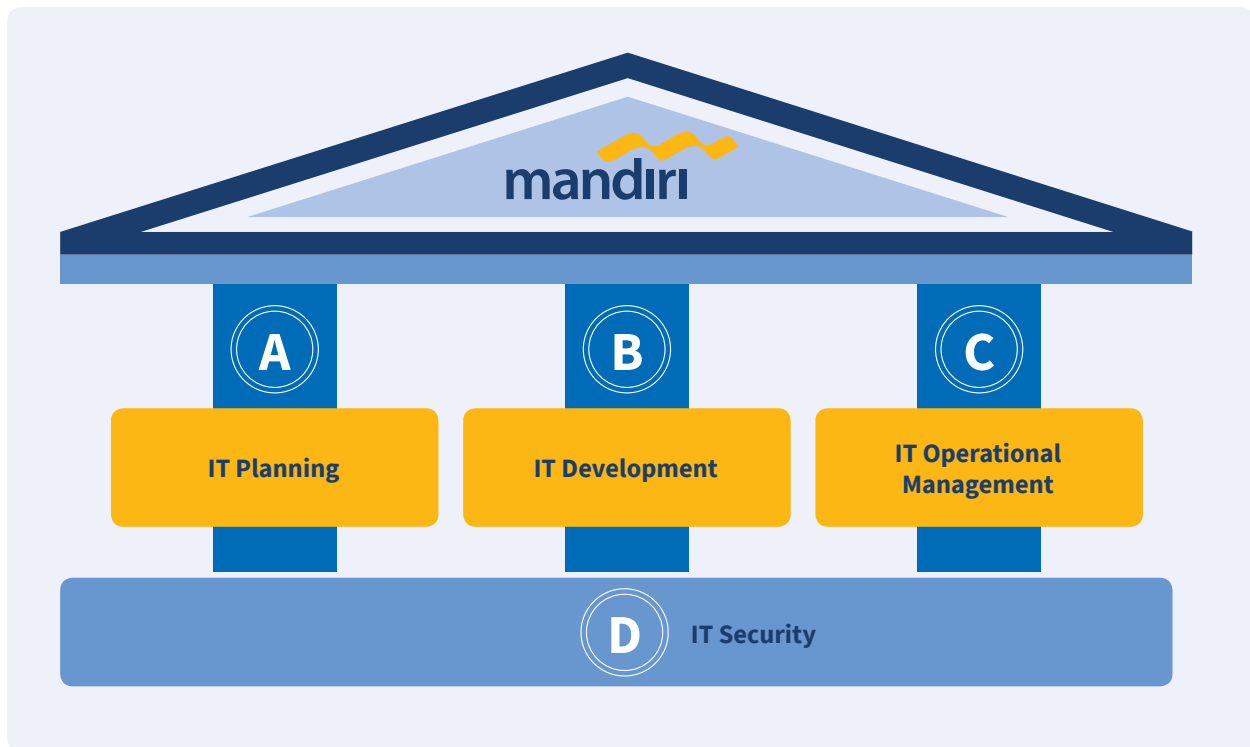 mandiri
A
B
C
IT Planning
IT Development
IT Operational
Management
D
IT Security